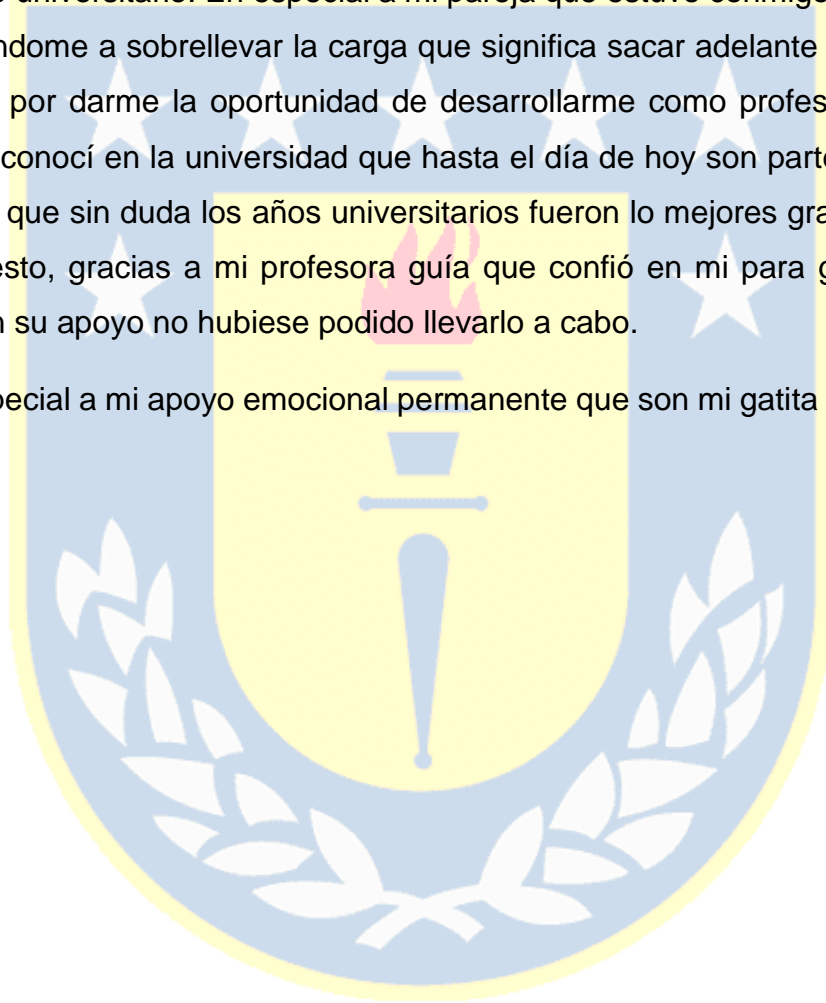 universitario. En especial a mi pareja que estuvo conmigo
ndome a sobrellevar la carga que significa sacar adelante
por darme la oportunidad de desarrollarme como profes
conocí en la universidad que hasta el día de hoy son parte
que sin duda los años universitarios fueron lo mejores gra
esto, gracias a mi profesora guía que confió en mi para g
su apoyo no hubiese podido llevarlo a cabo.
pecial a mi apoyo emocional permanente que son mi gatita